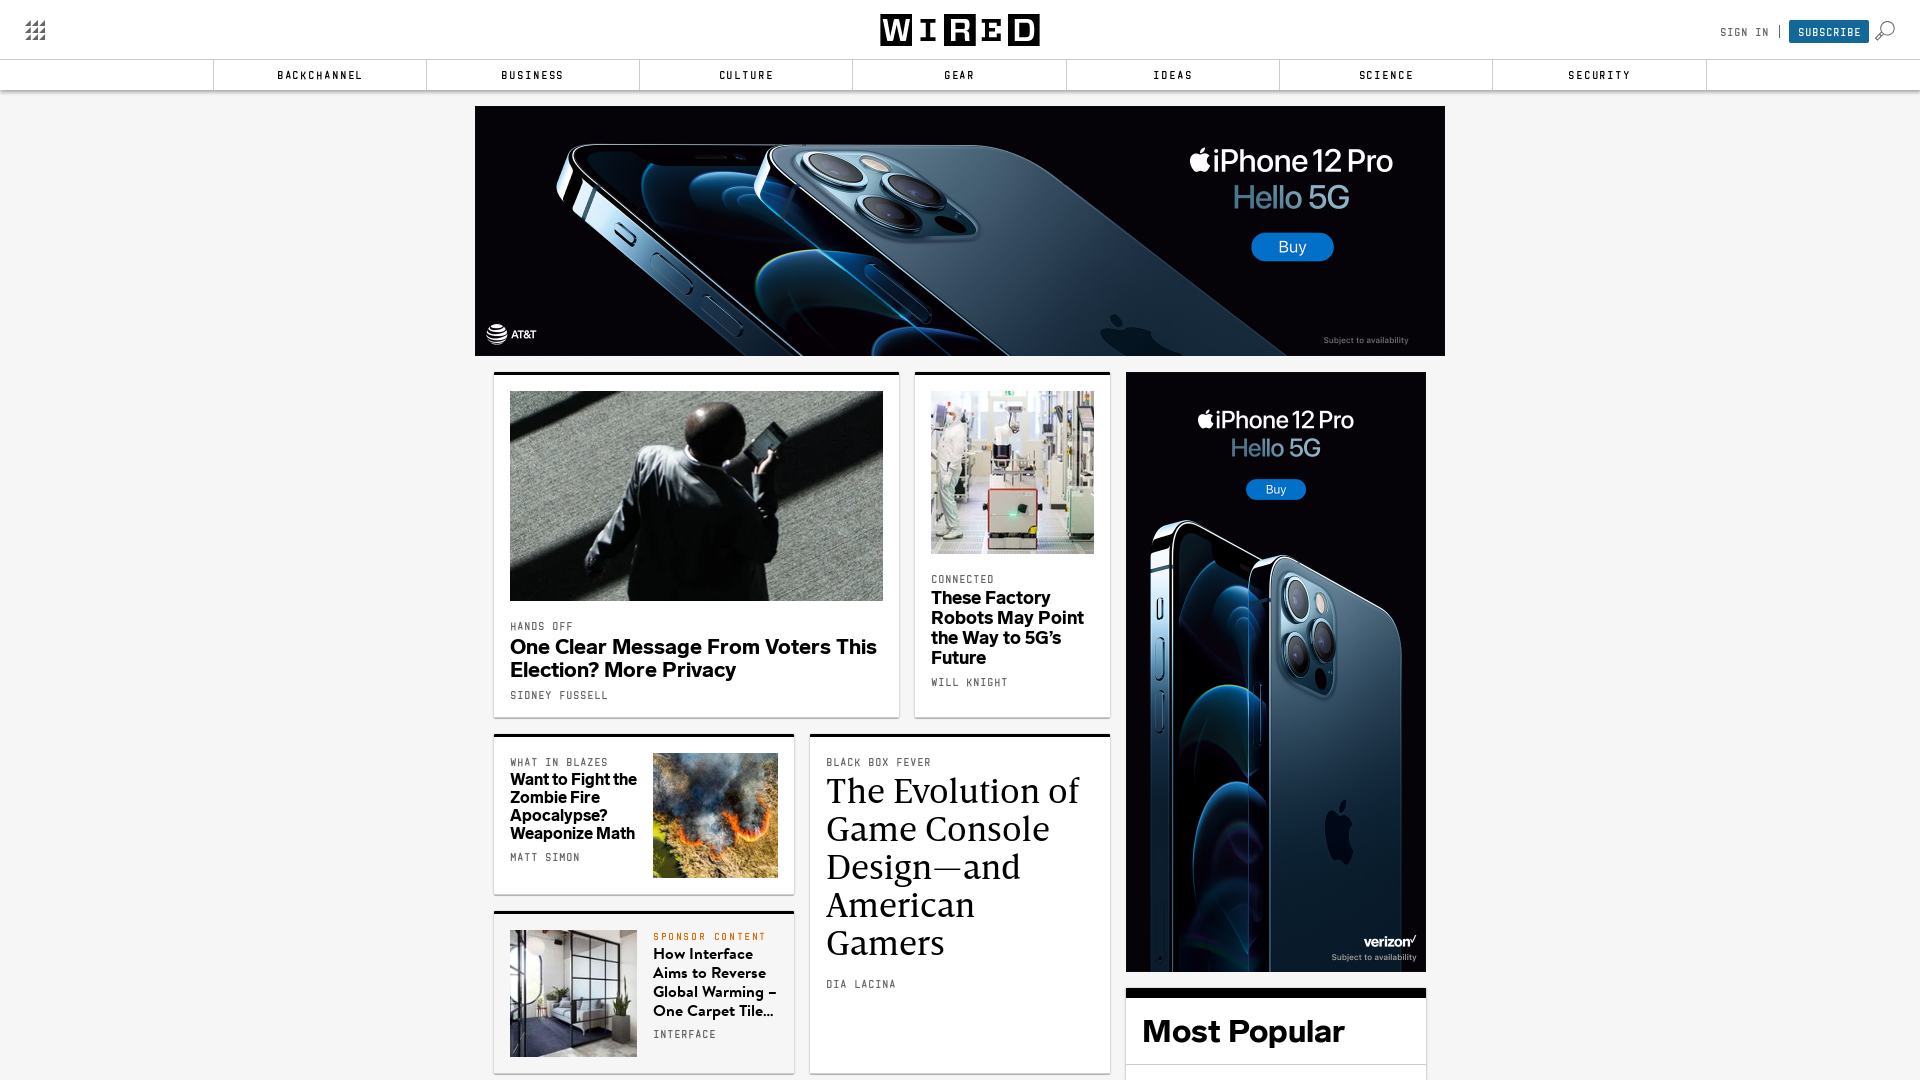 WIRED
SIGN IN
SUBSCRIBE
BACKCHANNEL
BUSINESS
CULTURE
GEAR
IDEAS
SCIENCE
SECURITY
iPhone 12 Pro
Hello 5G
Buy
AT&T
Subject to availability
HANDS OFF
One Clear Message From Voters This
Election? More Privacy
SIDNEY FUSSELL
CONNECTED
These Factory
Robots May Point
the Way to 5G’s
Future
WILL KNIGHT
iPhone 12 Pro
Hello 5G
Buy
verizon✓
Subject to availability
WHAT IN BLAZES
Want to Fight the
Zombie Fire
Apocalypse?
Weaponize Math
MATT SIMON
BLACK BOX FEVER
The Evolution of
Game Console
Design—and
American
Gamers
DIA LACINA
SPONSOR CONTENT
How Interface
Aims to Reverse
Global Warming –
One Carpet Tile...
INTERFACE
Most Popular